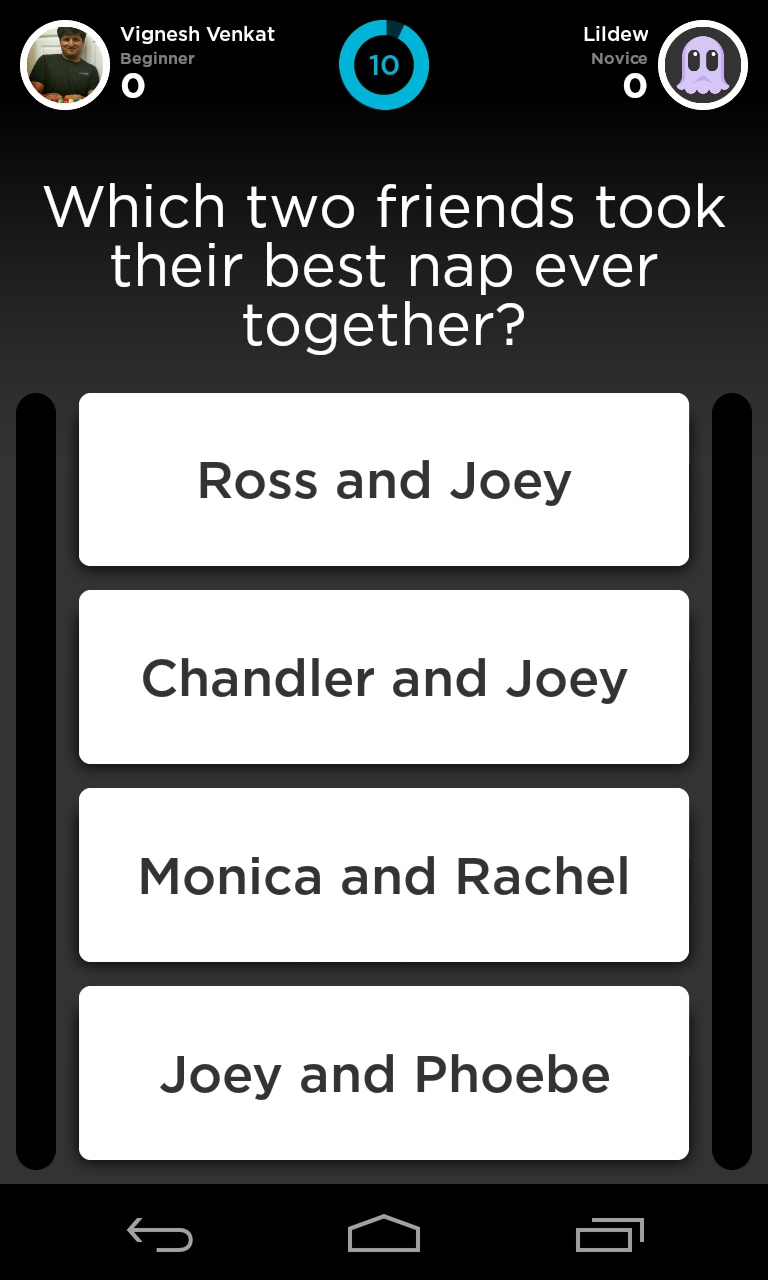 Vignesh Venkat
Beginner
0
10
Lildew
Novice
0
Which two friends took
their best nap ever
together?
Ross and Joey
Chandler and Joey
Monica and Rachel
Joey and Phoebe